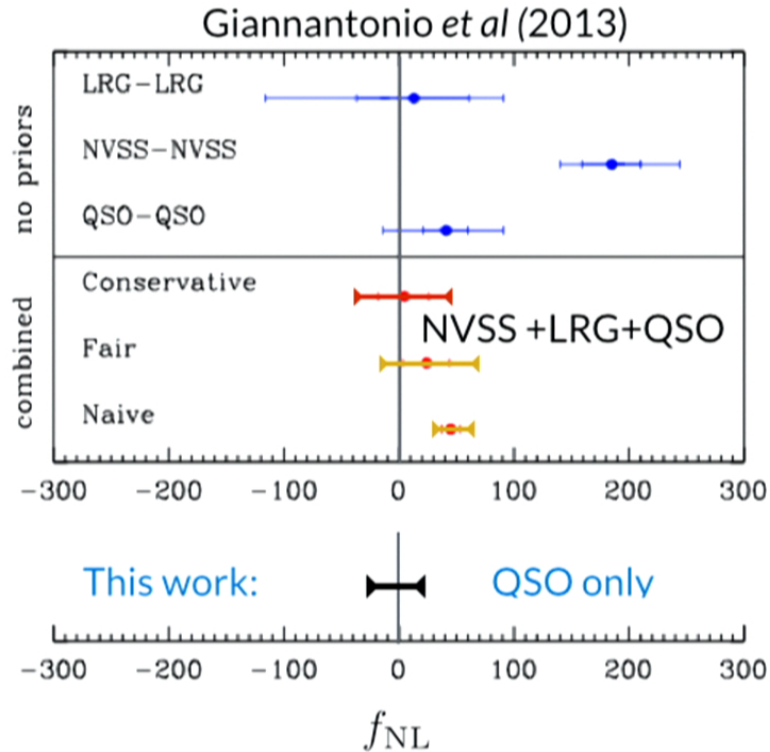 Giannantonio et al (2013)
no priors
LRG-LRG
NVSS-NVSS
QSO-QSO
combined
Conservative
NVSS +LRG+QSO
Fair
Naive
−300 −200 −100 0 100 200 300
This work: QSO only
−300 −200 −100 0 100 200 300
fNL